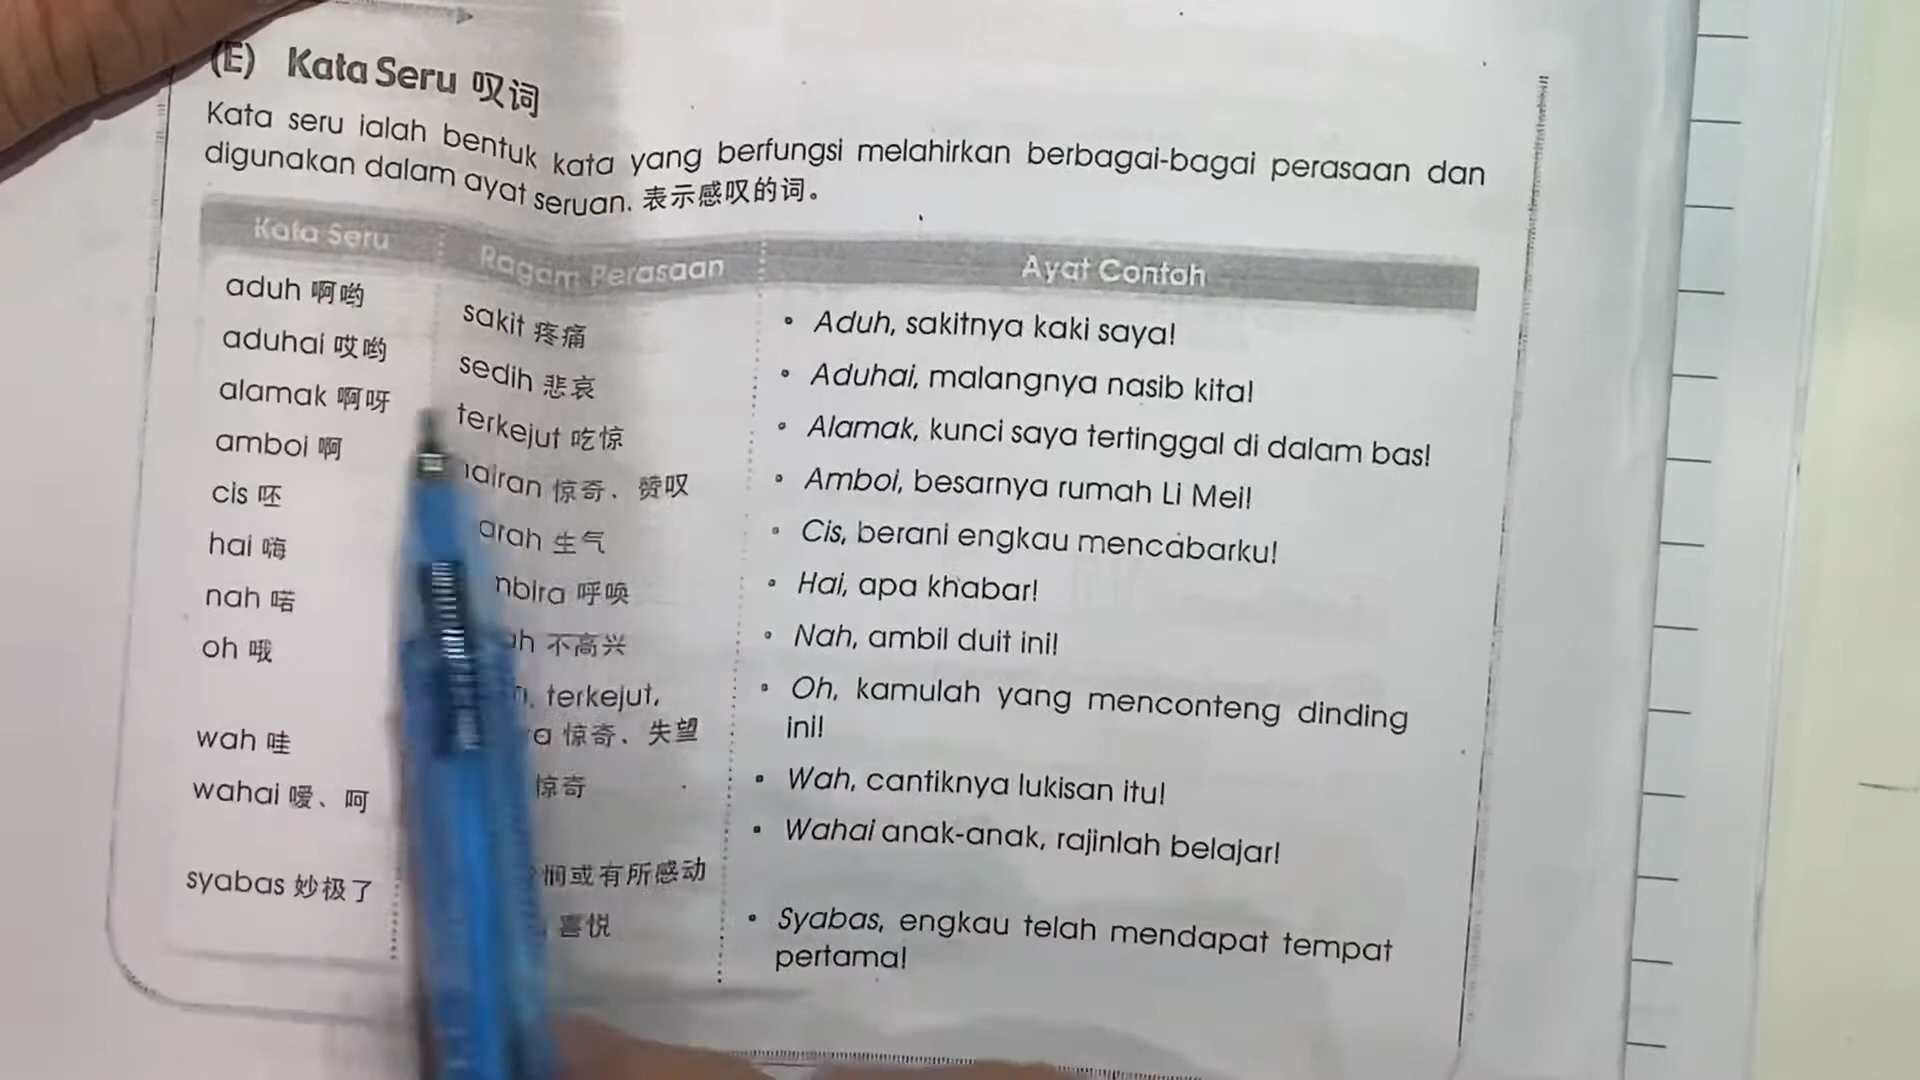 (E) Kata Seru 叹词
Kata seru ialah bentuk kata yang berfungsi melahirkan berbagai-bagai perasaan dan
digunakan dalam ayat seruan. 表示感叹的词。
Kata Seru Ragam Perasaan Ayat Contoh
aduh 啊哟 sakit 疼痛 • Aduh, sakitnya kaki saya!
aduhai 哎哟 sedih 悲哀 • Aduhai, malangnya nasib kita!
alamak 啊呀 terkejut 吃惊 • Alamak, kunci saya tertinggal di dalam bas!
amboi 啊 hairan 惊奇、赞叹 • Amboi, besarnya rumah Li Mei!
cis 呸 arah 生气 • Cis, berani engkau mencabarku!
hai 嗨 mbira 呼唤 • Hai, apa khabar!
nah 喏 ah 不高兴 • Nah, ambil duit ini!
oh 哦 terkejut, • Oh, kamulah yang menconteng dinding
a 惊奇、失望 ini!
wah 哇 惊奇 • Wah, cantiknya lukisan itu!
wahai 嗳、呵 • Wahai anak-anak, rajinlah belajar!
或有所感动
syabas 妙极了 喜悦 • Syabas, engkau telah mendapat tempat
pertama!